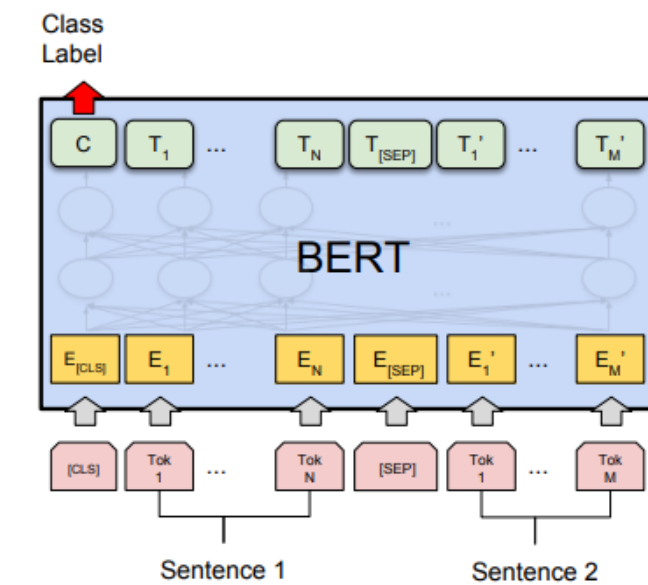 Class
Label
C T1 ... TN T[SEP] T1' ... TM'
...
BERT
...
E[CLS] E1 ... EN E[SEP] E1' ... EM'
[CLS] Tok 1 ... Tok N [SEP] Tok 1 ... Tok M
Sentence 1 Sentence 2